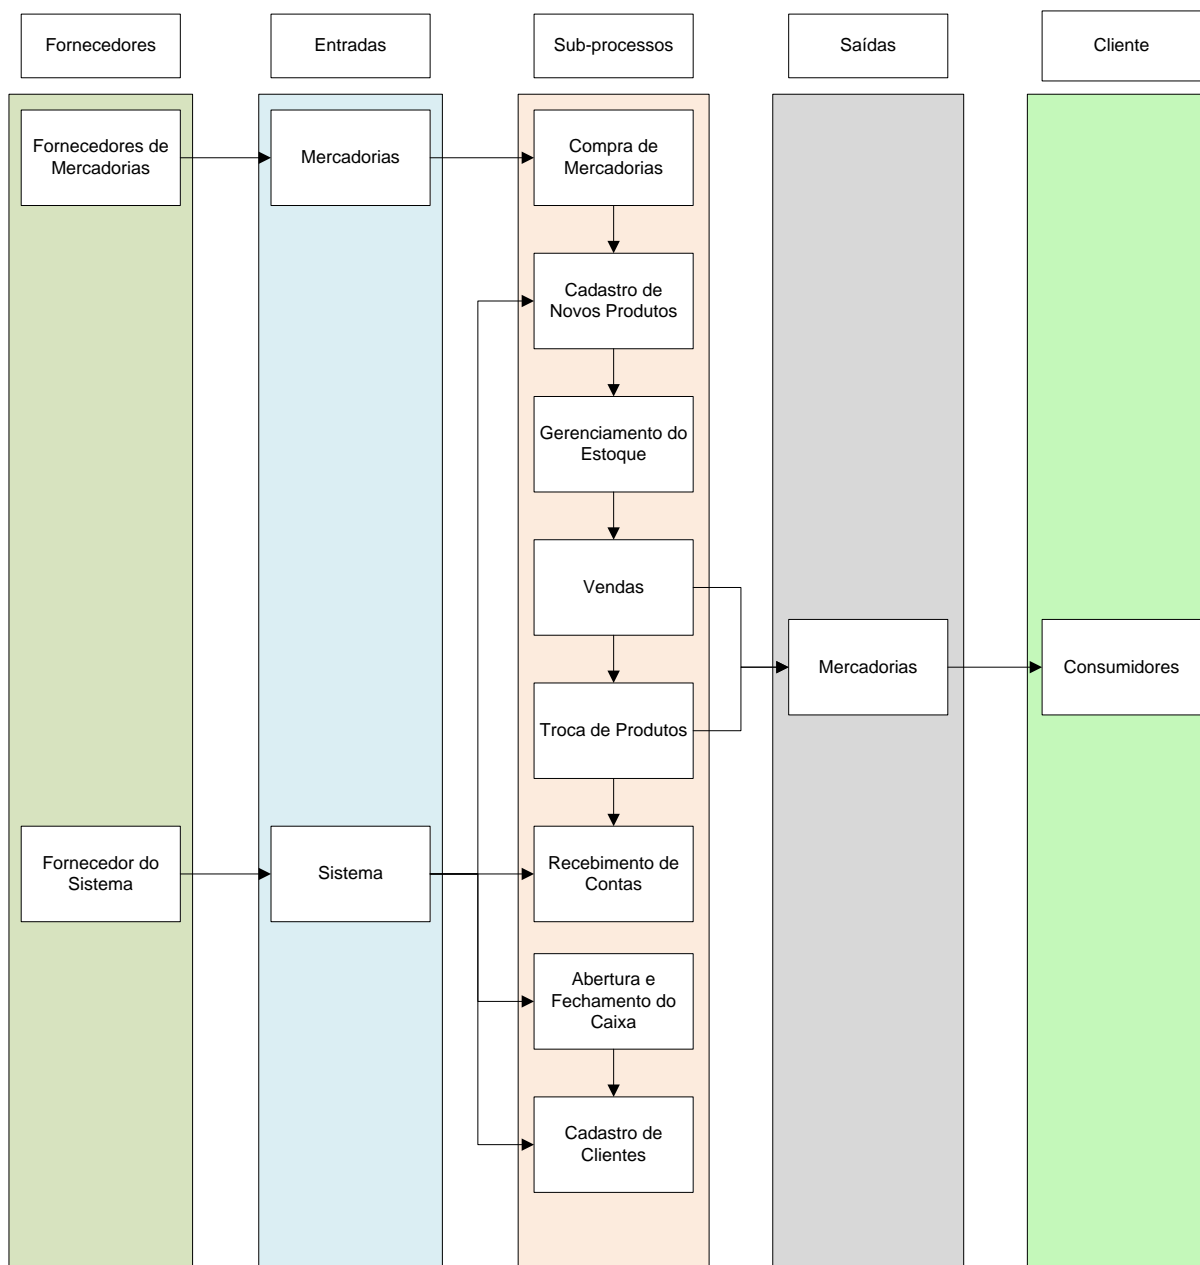 Fornecedores
Entradas
Sub-processos
Saídas
Cliente
Fornecedores de
Mercadorias
Mercadorias
Compra de
Mercadorias
Cadastro de
Novos Produtos
Gerenciamento do
Estoque
Vendas
Mercadorias
Consumidores
Troca de Produtos
Fornecedor do
Sistema
Sistema
Recebimento de
Contas
Abertura e
Fechamento do
Caixa
Cadastro de
Clientes